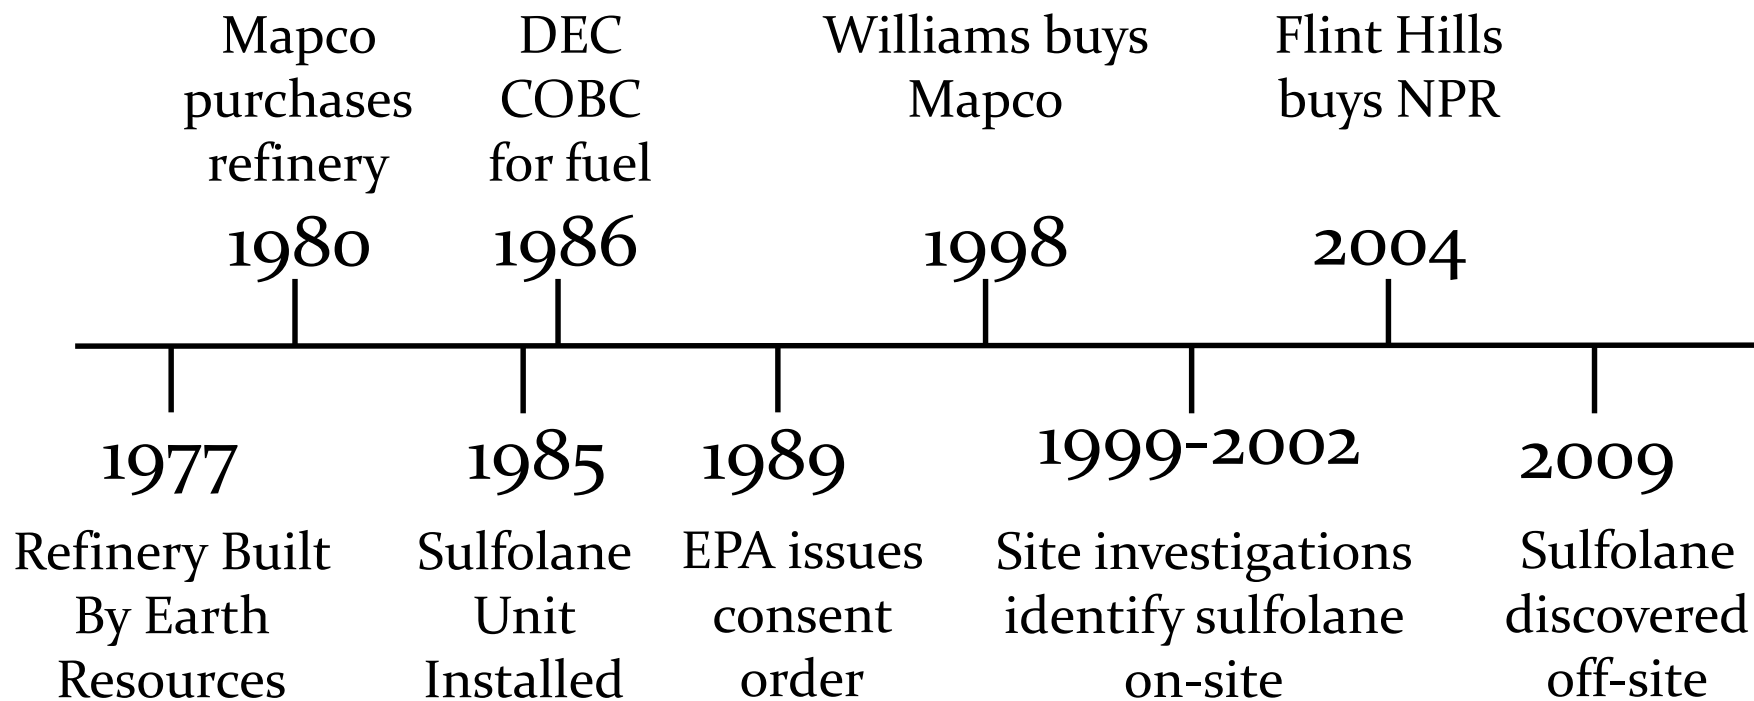 Mapco
purchases
refinery
1980
DEC
COBC
for fuel
1986
Williams buys
Mapco
1998
Flint Hills
buys NPR
2004
1977
Refinery Built
By Earth
Resources
1985
Sulfolane
Unit
Installed
1989
EPA issues
consent
order
1999-2002
Site investigations
identify sulfolane
on-site
2009
Sulfolane
discovered
off-site